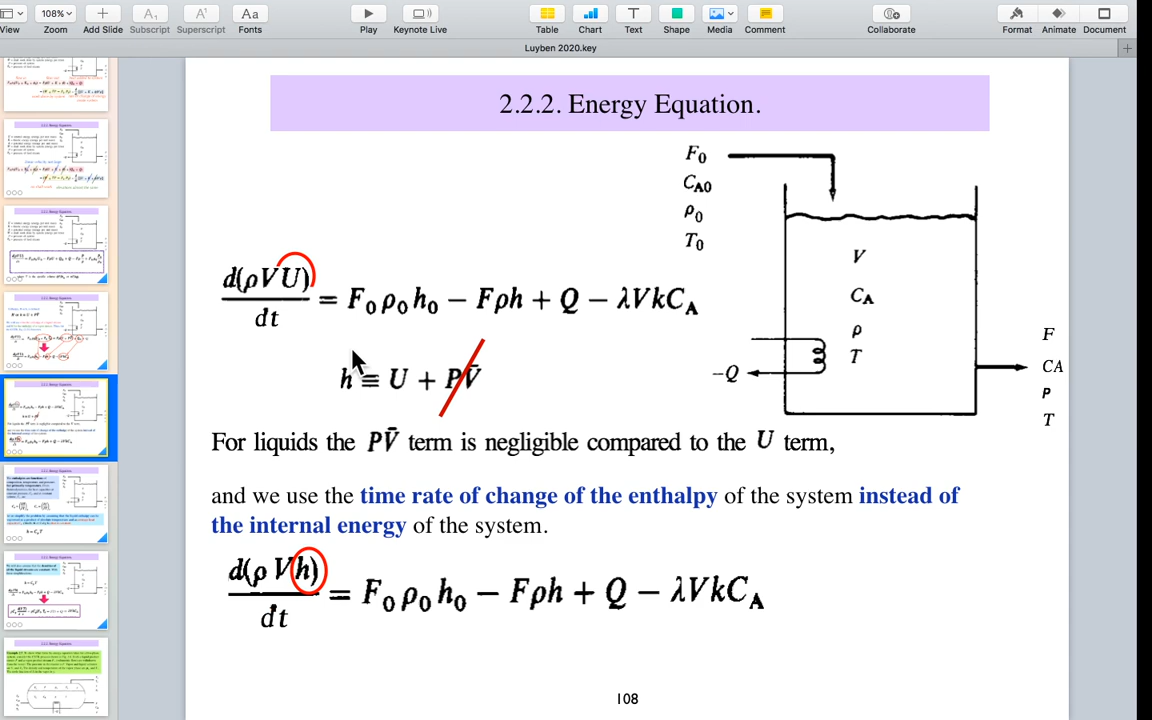 108%
View Zoom Add Slide Subscript Superscript Fonts Play Keynote Live Table Chart Text Shape Media Comment Collaborate Format Animate Document
Luyben 2020.key
2.2.2. Energy Equation.
F₀
C_A0
ρ₀
T₀
V
C_A
ρ
T
−Q
F
CA
P
T
d(ρVU)/dt = F₀ρ₀h₀ − Fρh + Q − λVkC_A
h ≡ U + PV̄
For liquids the PV̄ term is negligible compared to the U term,
and we use the time rate of change of the enthalpy of the system instead of
the internal energy of the system.
d(ρVh)/dt = F₀ρ₀h₀ − Fρh + Q − λVkC_A
108